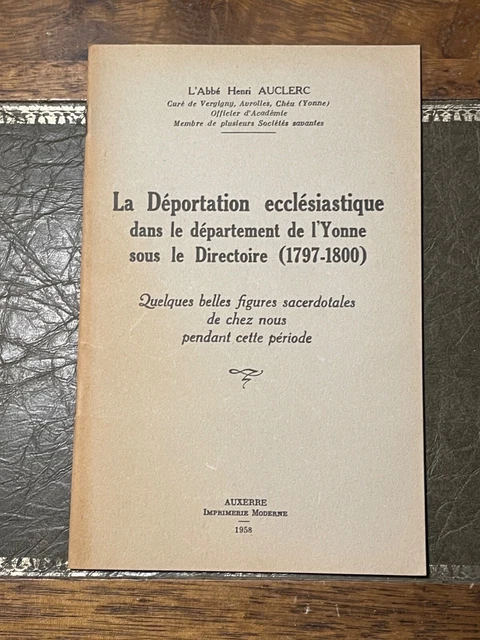 L'Abbé Henri AUCLERC
Curé de Vergigny, Avrolles, Chéu (Yonne)
Officier d'Académie
Membre de plusieurs Sociétés savantes
La Déportation ecclésiastique
dans le département de l'Yonne
sous le Directoire (1797-1800)
Quelques belles figures sacerdotales
de chez nous
pendant cette période
AUXERRE
IMPRIMERIE MODERNE
1958